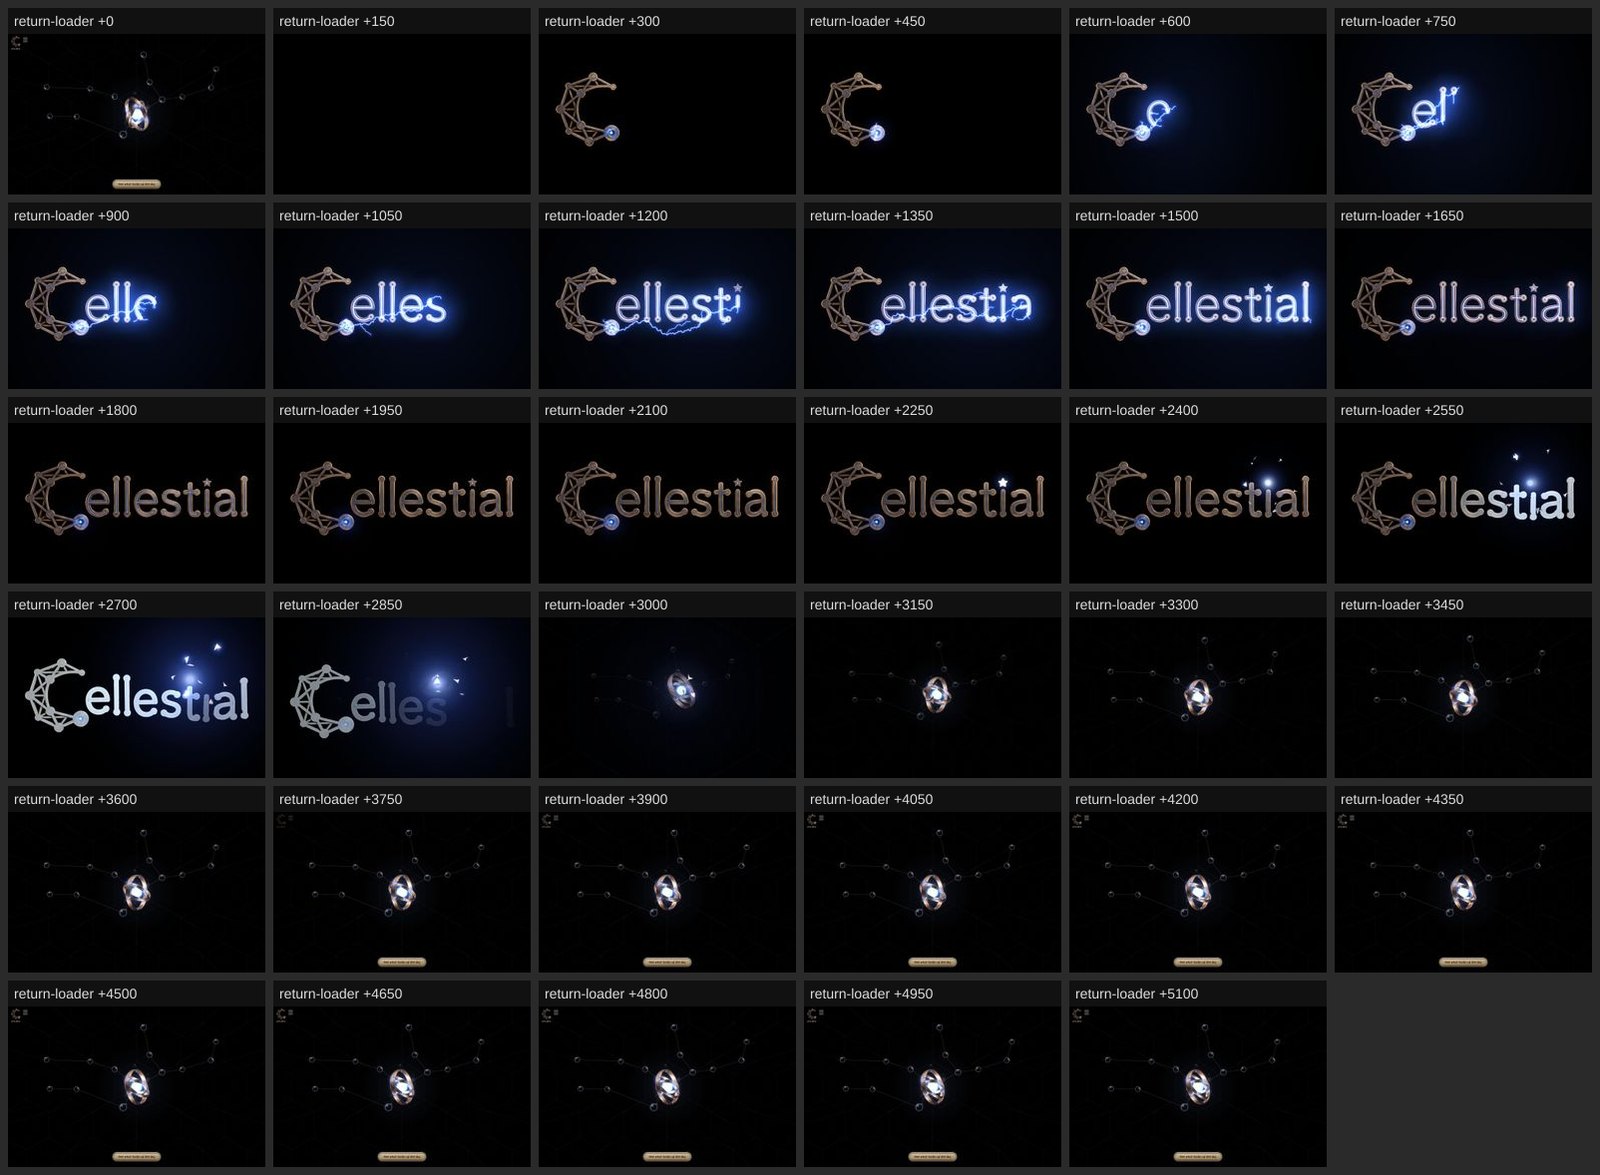 return-loader +0
return-loader +150
return-loader +300
return-loader +450
return-loader +600
return-loader +750
C
C
C e
C el
return-loader +900
return-loader +1050
return-loader +1200
return-loader +1350
return-loader +1500
return-loader +1650
Celle
Celles
Cellesti
Cellestia
Cellestial
Cellestial
return-loader +1800
return-loader +1950
return-loader +2100
return-loader +2250
return-loader +2400
return-loader +2550
Cellestial
Cellestial
Cellestial
Cellestial
Cellestial
Cellestial
return-loader +2700
return-loader +2850
return-loader +3000
return-loader +3150
return-loader +3300
return-loader +3450
Cellestial
Celles l
return-loader +3600
return-loader +3750
return-loader +3900
return-loader +4050
return-loader +4200
return-loader +4350
return-loader +4500
return-loader +4650
return-loader +4800
return-loader +4950
return-loader +5100